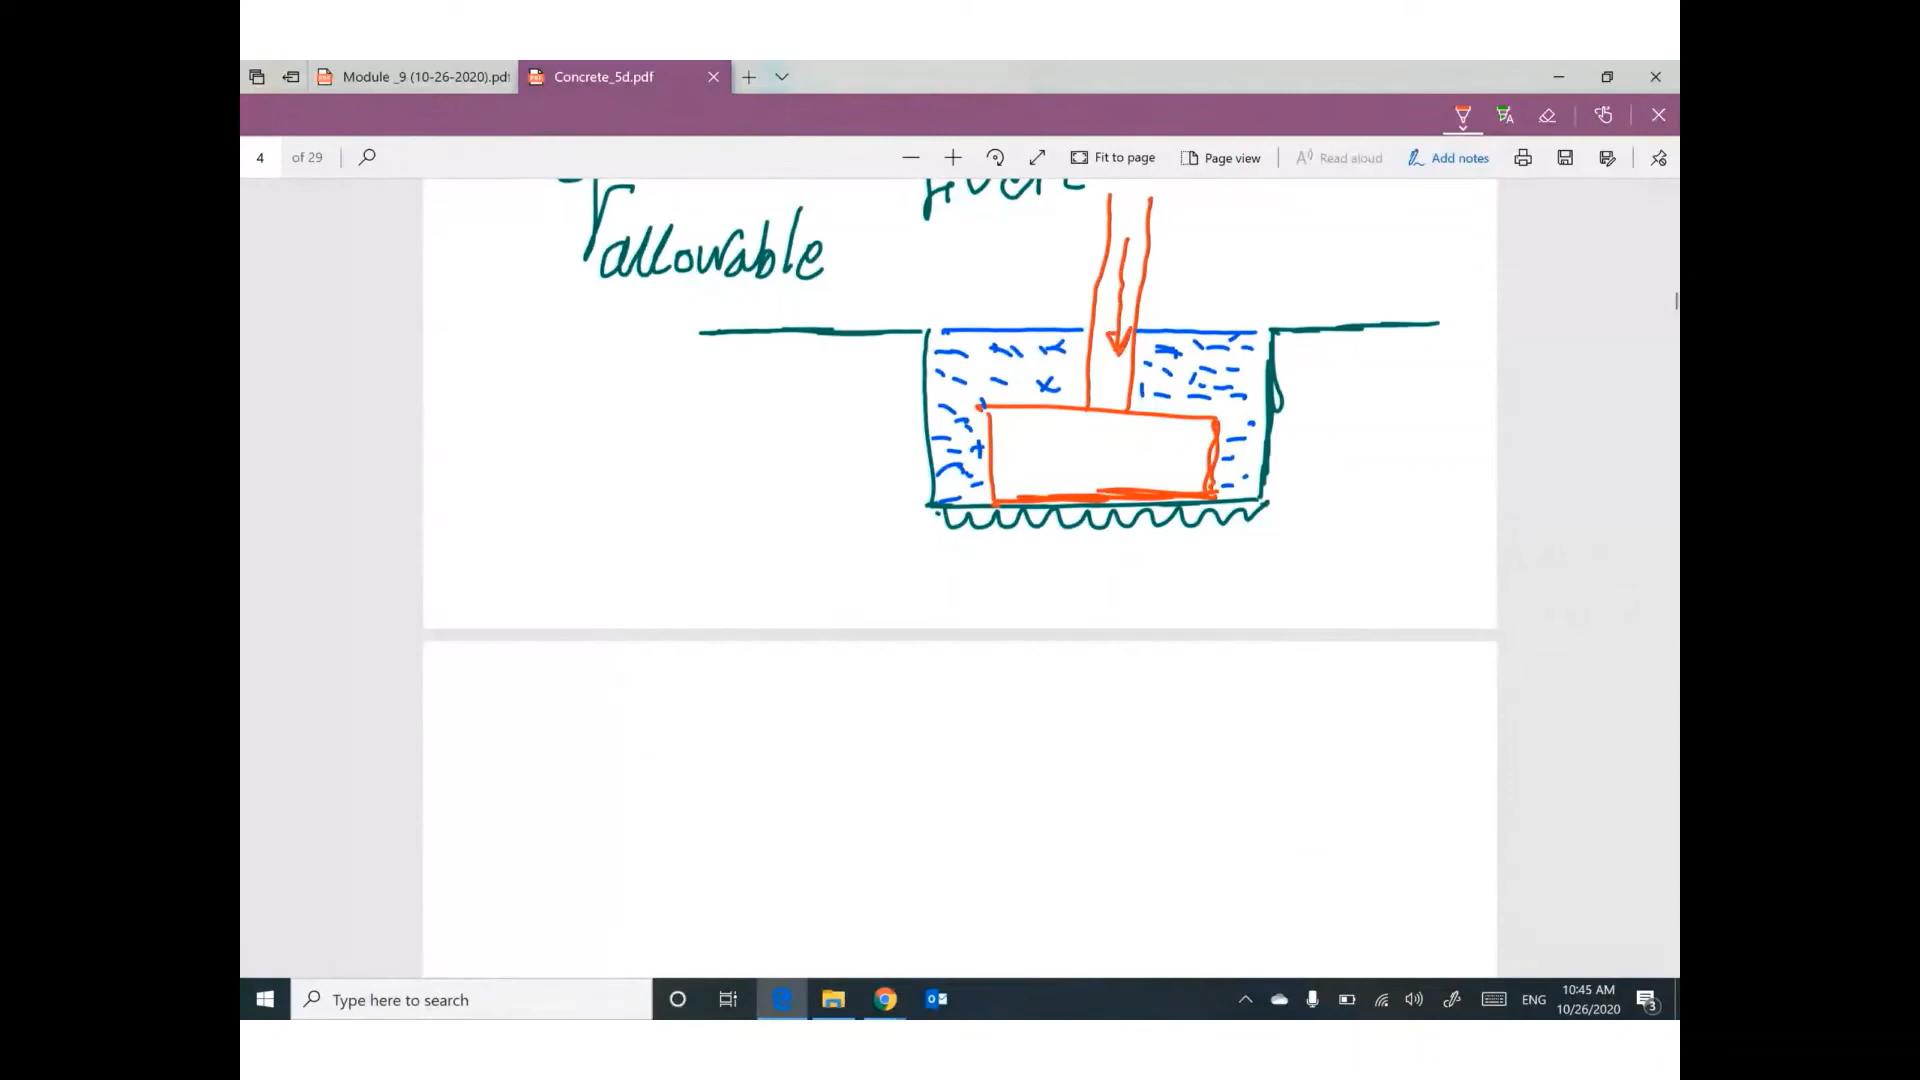 Module _9 (10-26-2020).pdf
Concrete_5d.pdf
4 of 29
Fit to page
Page view
Read aloud
Add notes
allowable
Type here to search
ENG
10:45 AM
10/26/2020
3